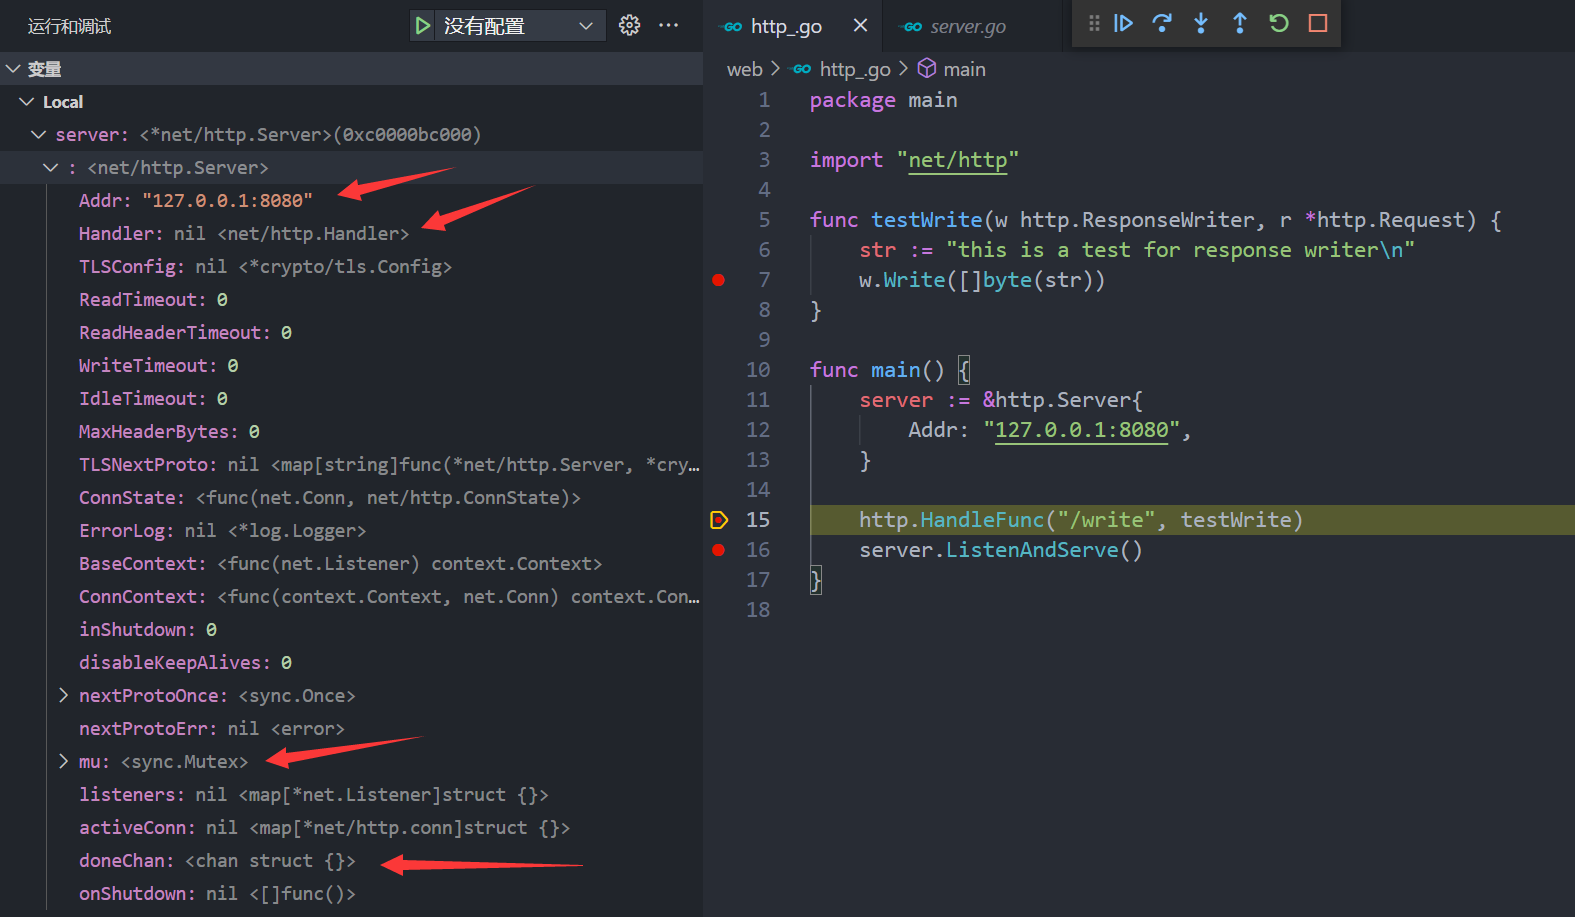 运行和调试
没有配置
变量
Local
server: <*net/http.Server>(0xc0000bc000)
: <net/http.Server>
Addr: "127.0.0.1:8080"
Handler: nil <net/http.Handler>
TLSConfig: nil <*crypto/tls.Config>
ReadTimeout: 0
ReadHeaderTimeout: 0
WriteTimeout: 0
IdleTimeout: 0
MaxHeaderBytes: 0
TLSNextProto: nil <map[string]func(*net/http.Server, *cry…
ConnState: <func(net.Conn, net/http.ConnState)>
ErrorLog: nil <*log.Logger>
BaseContext: <func(net.Listener) context.Context>
ConnContext: <func(context.Context, net.Conn) context.Con…
inShutdown: 0
disableKeepAlives: 0
nextProtoOnce: <sync.Once>
nextProtoErr: nil <error>
mu: <sync.Mutex>
listeners: nil <map[*net.Listener]struct {}>
activeConn: nil <map[*net/http.conn]struct {}>
doneChan: <chan struct {}>
onShutdown: nil <[]func()>
http_.go
server.go
web > http_.go > main
1 package main
2
3 import "net/http"
4
5 func testWrite(w http.ResponseWriter, r *http.Request) {
6 str := "this is a test for response writer\n"
7 w.Write([]byte(str))
8 }
9
10 func main() {
11 server := &http.Server{
12 Addr: "127.0.0.1:8080",
13 }
14
15 http.HandleFunc("/write", testWrite)
16 server.ListenAndServe()
17 }
18